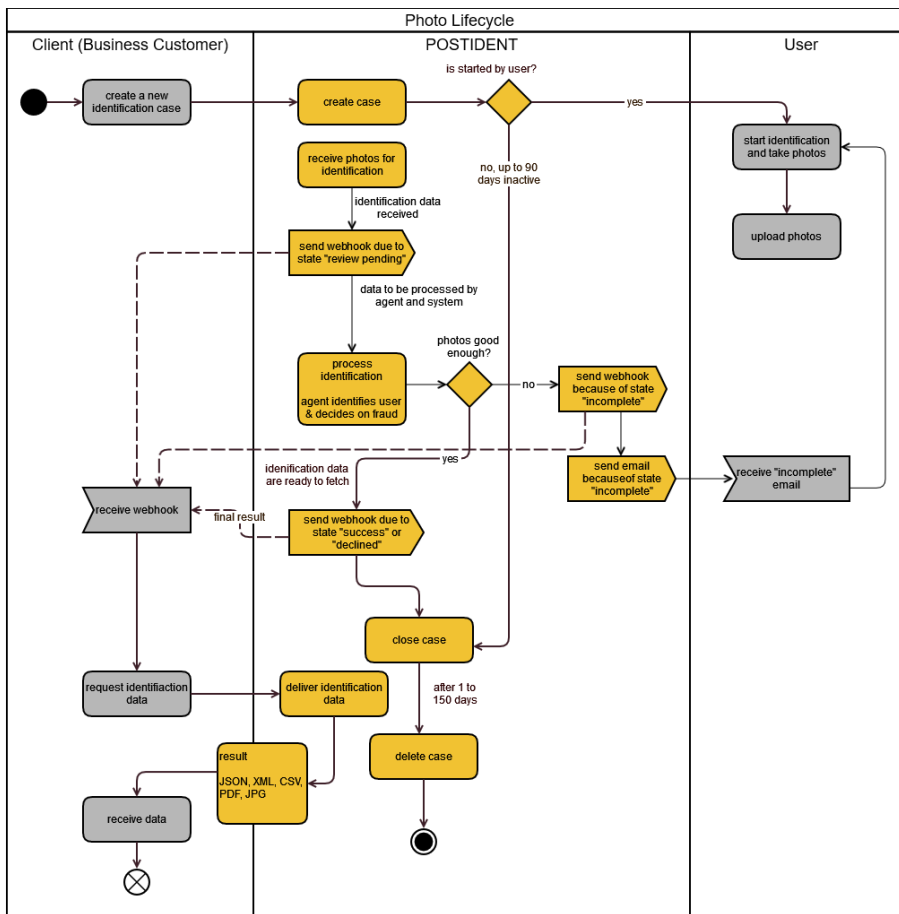 Photo Lifecycle
Client (Business Customer)
POSTIDENT
User
is started by user?
create a new
identification case
create case
yes
start identification
and take photos
receive photos for
identification
no, up to 90
days inactive
identification data
received
upload photos
send webhook due to
state "review pending"
data to be processed by
agent and system
photos good
enough?
process
identification
agent identifies user
& decides on fraud
no
send webhook
because of state
"incomplete"
yes
idenification data
are ready to fetch
send email
becauseof state
"incomplete"
receive "incomplete"
email
receive webhook
final result
send webhook due to
state "success" or
"declined"
close case
request identifiaction
data
deliver identification
data
after 1 to
150 days
result
JSON, XML, CSV,
PDF, JPG
delete case
receive data